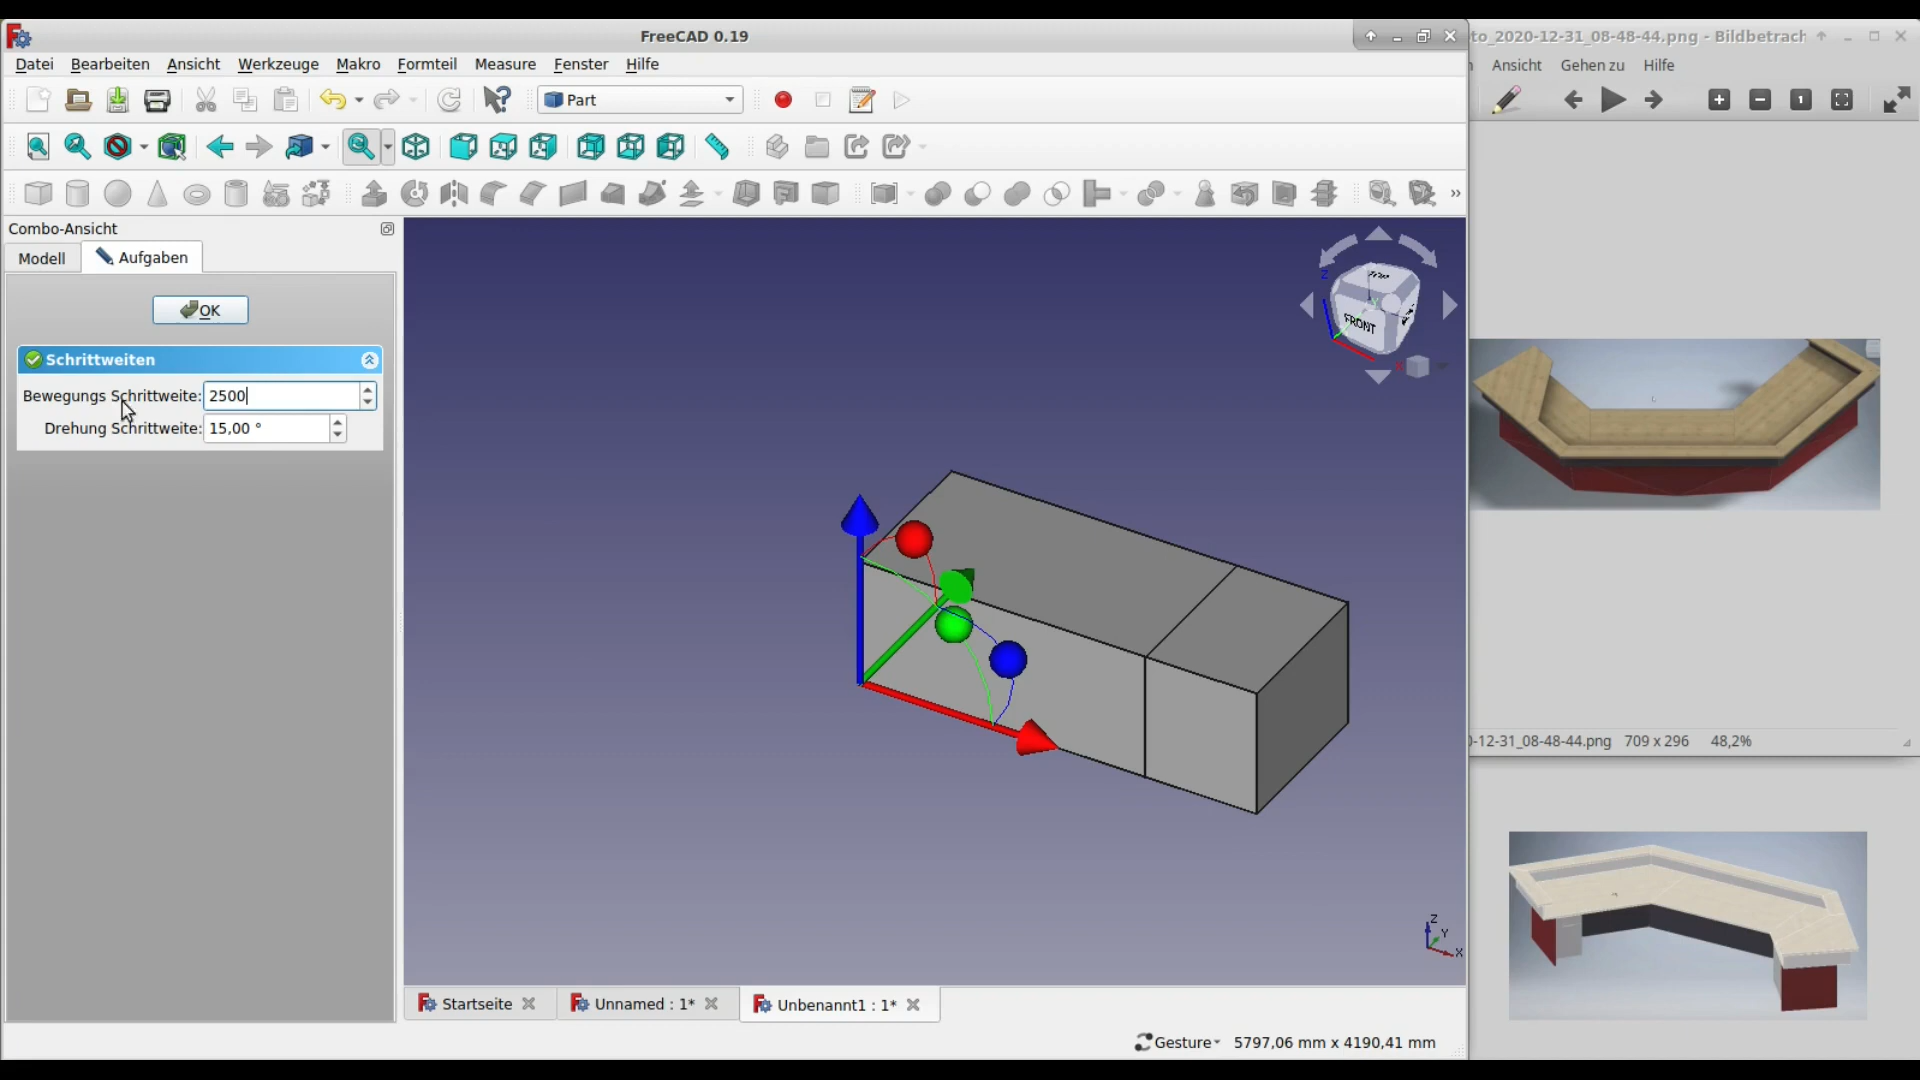 FreeCAD 0.19
to_2020-12-31_08-48-44.png - Bildbetrach
Datei Bearbeiten Ansicht Werkzeuge Makro Formteil Measure Fenster Hilfe
Ansicht Gehen zu Hilfe
Part
1
Combo-Ansicht
Modell Aufgaben
OK
Schrittweiten
Bewegungs Schrittweite: 2500
Drehung Schrittweite: 15,00 °
Z
Y
FRONT
X
0-12-31_08-48-44.png 709 x 296 48,2%
Z
Y
X
Startseite Unnamed : 1* Unbenannt1 : 1*
Gesture 5797,06 mm x 4190,41 mm